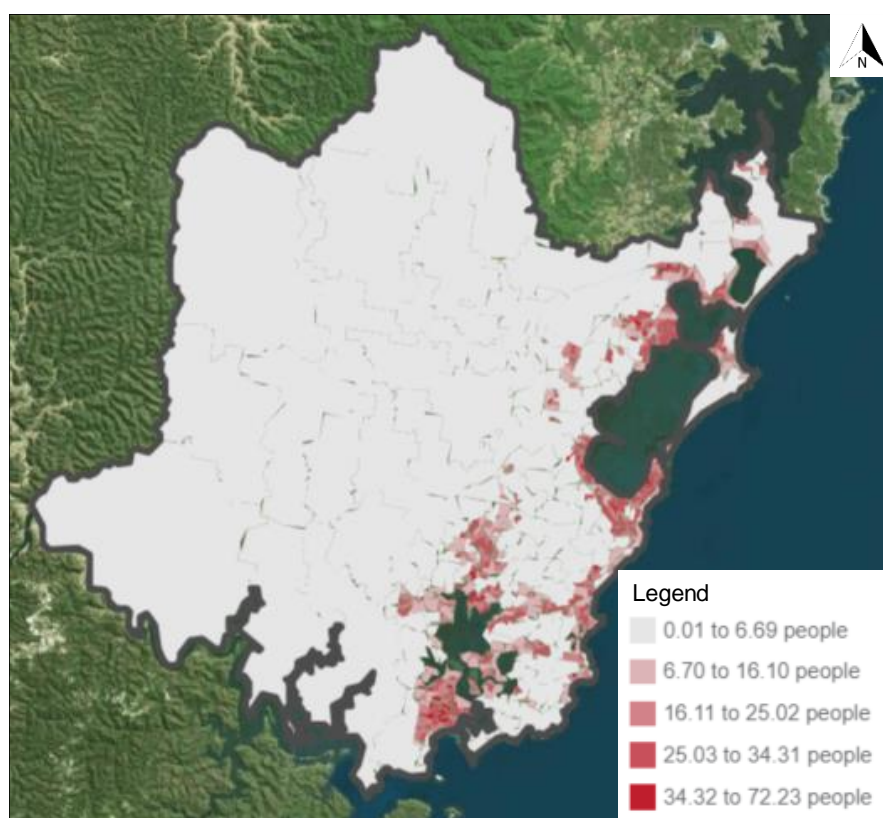 N
Legend
0.01 to 6.69 people
6.70 to 16.10 people
16.11 to 25.02 people
25.03 to 34.31 people
34.32 to 72.23 people